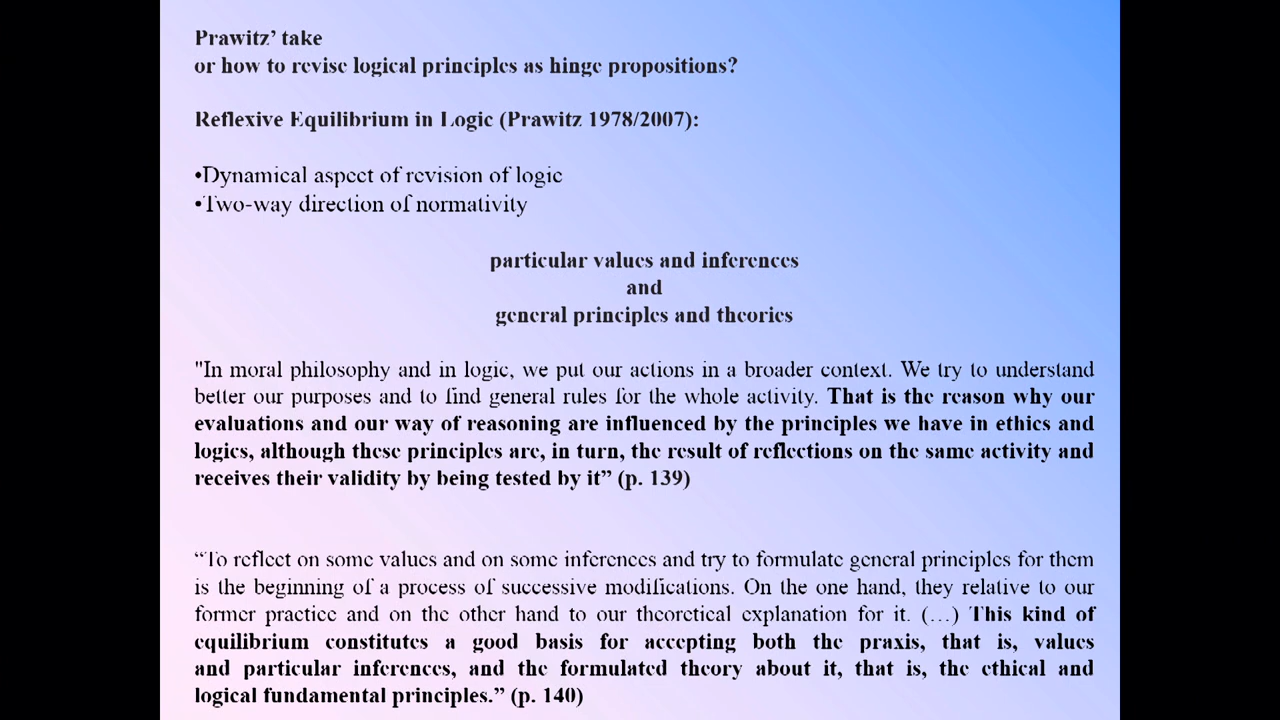 Prawitz’ take
or how to revise logical principles as hinge propositions?
Reflexive Equilibrium in Logic (Prawitz 1978/2007):
•Dynamical aspect of revision of logic
•Two-way direction of normativity
particular values and inferences
and
general principles and theories
"In moral philosophy and in logic, we put our actions in a broader context. We try to understand
better our purposes and to find general rules for the whole activity. That is the reason why our
evaluations and our way of reasoning are influenced by the principles we have in ethics and
logics, although these principles are, in turn, the result of reflections on the same activity and
receives their validity by being tested by it” (p. 139)
“To reflect on some values and on some inferences and try to formulate general principles for them
is the beginning of a process of successive modifications. On the one hand, they relative to our
former practice and on the other hand to our theoretical explanation for it. (…) This kind of
equilibrium constitutes a good basis for accepting both the praxis, that is, values
and particular inferences, and the formulated theory about it, that is, the ethical and
logical fundamental principles.” (p. 140)